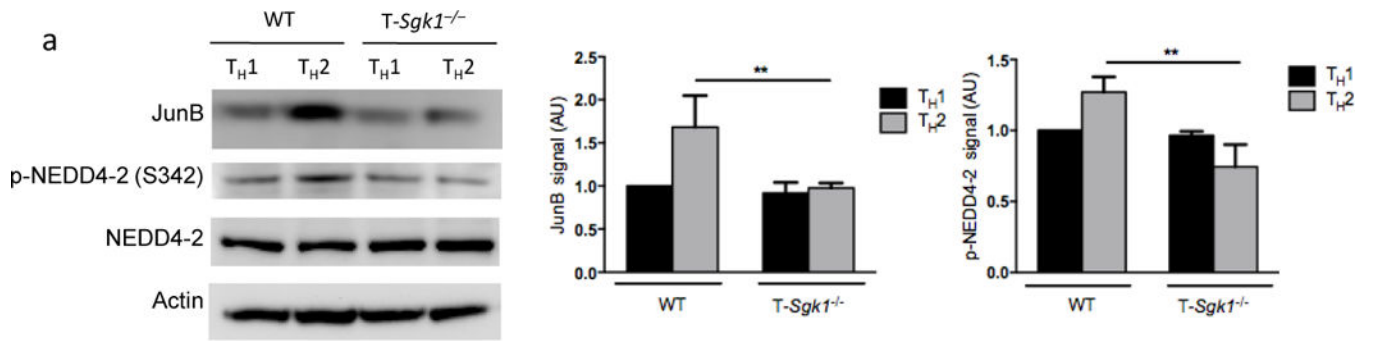 a
WT T-Sgk1⁻/⁻
TH1 TH2 TH1 TH2
JunB
p-NEDD4-2 (S342)
NEDD4-2
Actin
JunB signal (AU)
2.5
2.0
1.5
1.0
0.5
0.0
**
TH1
TH2
WT T-Sgk1-/-
p-NEDD4-2 signal (AU)
1.5
1.0
0.5
0.0
**
TH1
TH2
WT T-Sgk1-/-